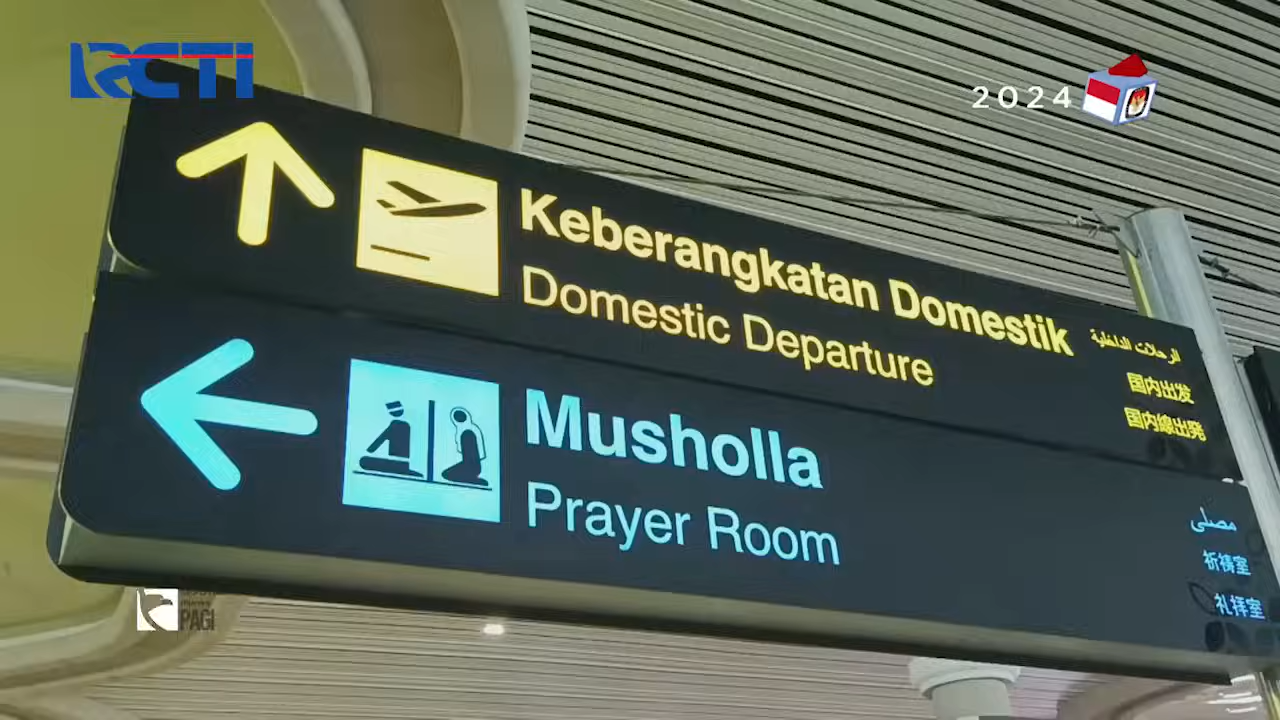 RCTI
2024
Keberangkatan Domestik
Domestic Departure
الرحلات الداخلية
国内出发
国内線出発
Musholla
Prayer Room
مصلى
祈祷室
礼拝室
PAGI